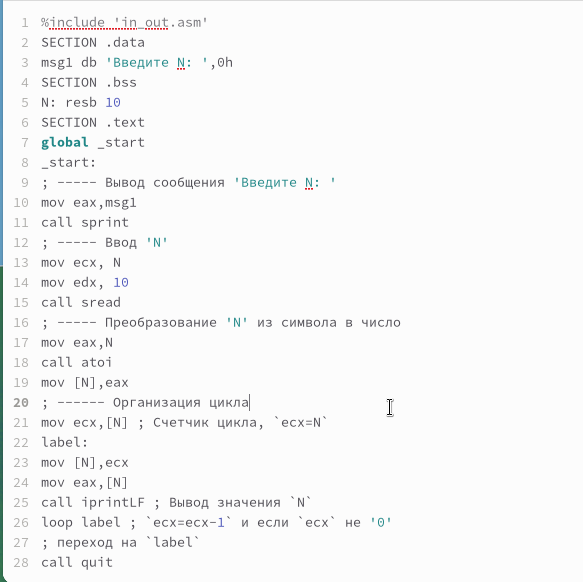 1 %include 'in_out.asm'
2 SECTION .data
3 msg1 db 'Введите N: ',0h
4 SECTION .bss
5 N: resb 10
6 SECTION .text
7 global _start
8 _start:
9 ; ----- Вывод сообщения 'Введите N: '
10 mov eax,msg1
11 call sprint
12 ; ----- Ввод 'N'
13 mov ecx, N
14 mov edx, 10
15 call sread
16 ; ----- Преобразование 'N' из символа в число
17 mov eax,N
18 call atoi
19 mov [N],eax
20 ; ------ Организация цикла
21 mov ecx,[N] ; Счетчик цикла, `ecx=N`
22 label:
23 mov [N],ecx
24 mov eax,[N]
25 call iprintLF ; Вывод значения `N`
26 loop label ; `ecx=ecx-1` и если `ecx` не '0'
27 ; переход на `label`
28 call quit